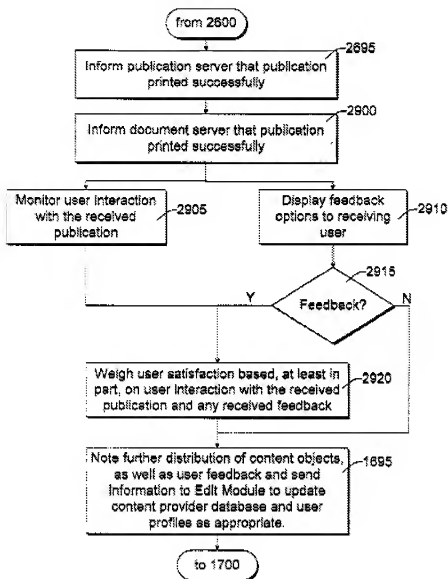 from 2600
2695
Inform publication server that publication
printed successfully
2900
Inform document server that publication
printed successfully
Monitor user interaction
with the received
publication
2905
Display feedback
options to receiving
user
2910
2915
Feedback?
Y
N
Weigh user satisfaction based, at least in
part, on user interaction with the received
publication and any received feedback
2920
Note further distribution of content objects,
as well as user feedback and send
information to Edit Module to update
content provider database and user
profiles as appropriate.
1695
to 1700